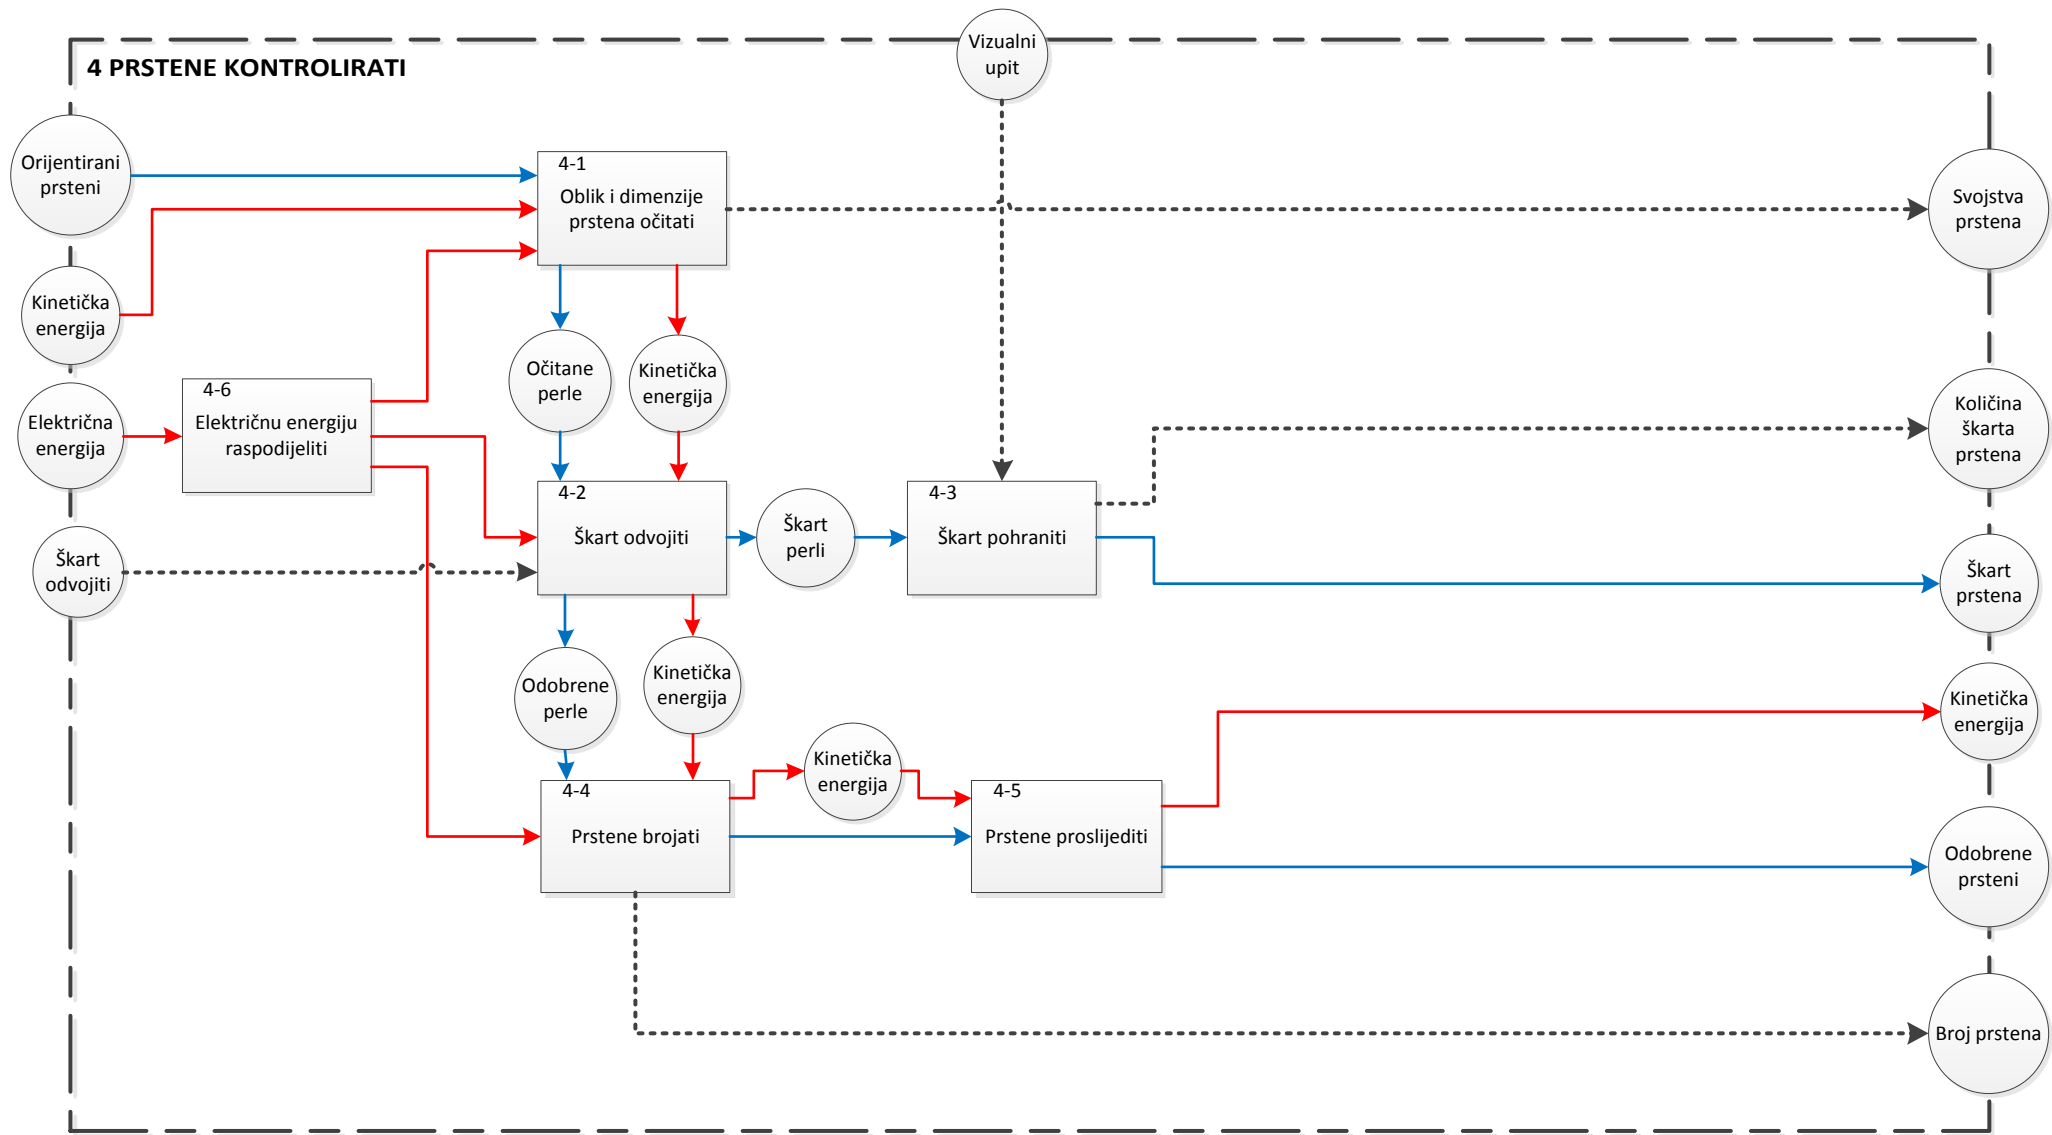 Vizualni
upit
4 PRSTENE KONTROLIRATI
Orijentirani
prsteni
4-1
Oblik i dimenzije
prstena očitati
Svojstva
prstena
Kinetička
energija
Očitane
perle
Kinetička
energija
4-6
Električnu energiju
raspodijeliti
Električna
energija
Količina
škarta
prstena
4-2
Škart odvojiti
Škart
perli
4-3
Škart pohraniti
Škart
odvojiti
Škart
prstena
Odobrene
perle
Kinetička
energija
Kinetička
energija
Kinetička
energija
4-4
Prstene brojati
4-5
Prstene proslijediti
Odobrene
prsteni
Broj prstena